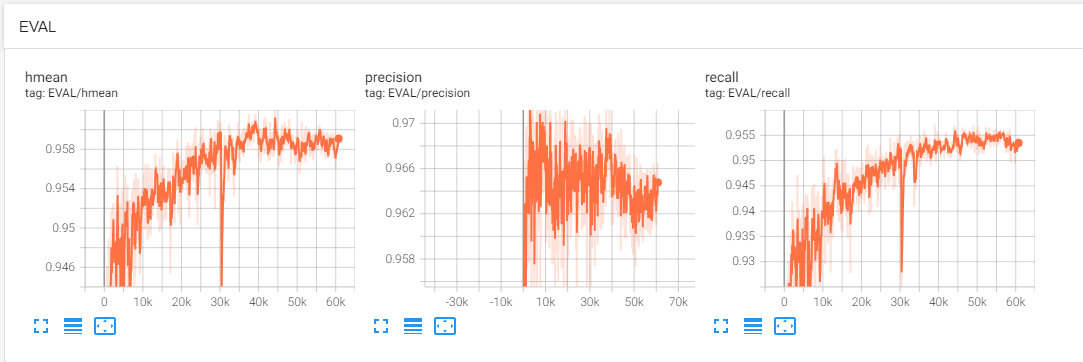 EVAL
hmean precision recall
tag: EVAL/hmean tag: EVAL/precision tag: EVAL/recall
0.958
0.954
0.95
0.946
0 10k 20k 30k 40k 50k 60k
0.97
0.966
0.962
0.958
-30k -10k 10k 30k 50k 70k
0.955
0.95
0.945
0.94
0.935
0.93
0 10k 20k 30k 40k 50k 60k